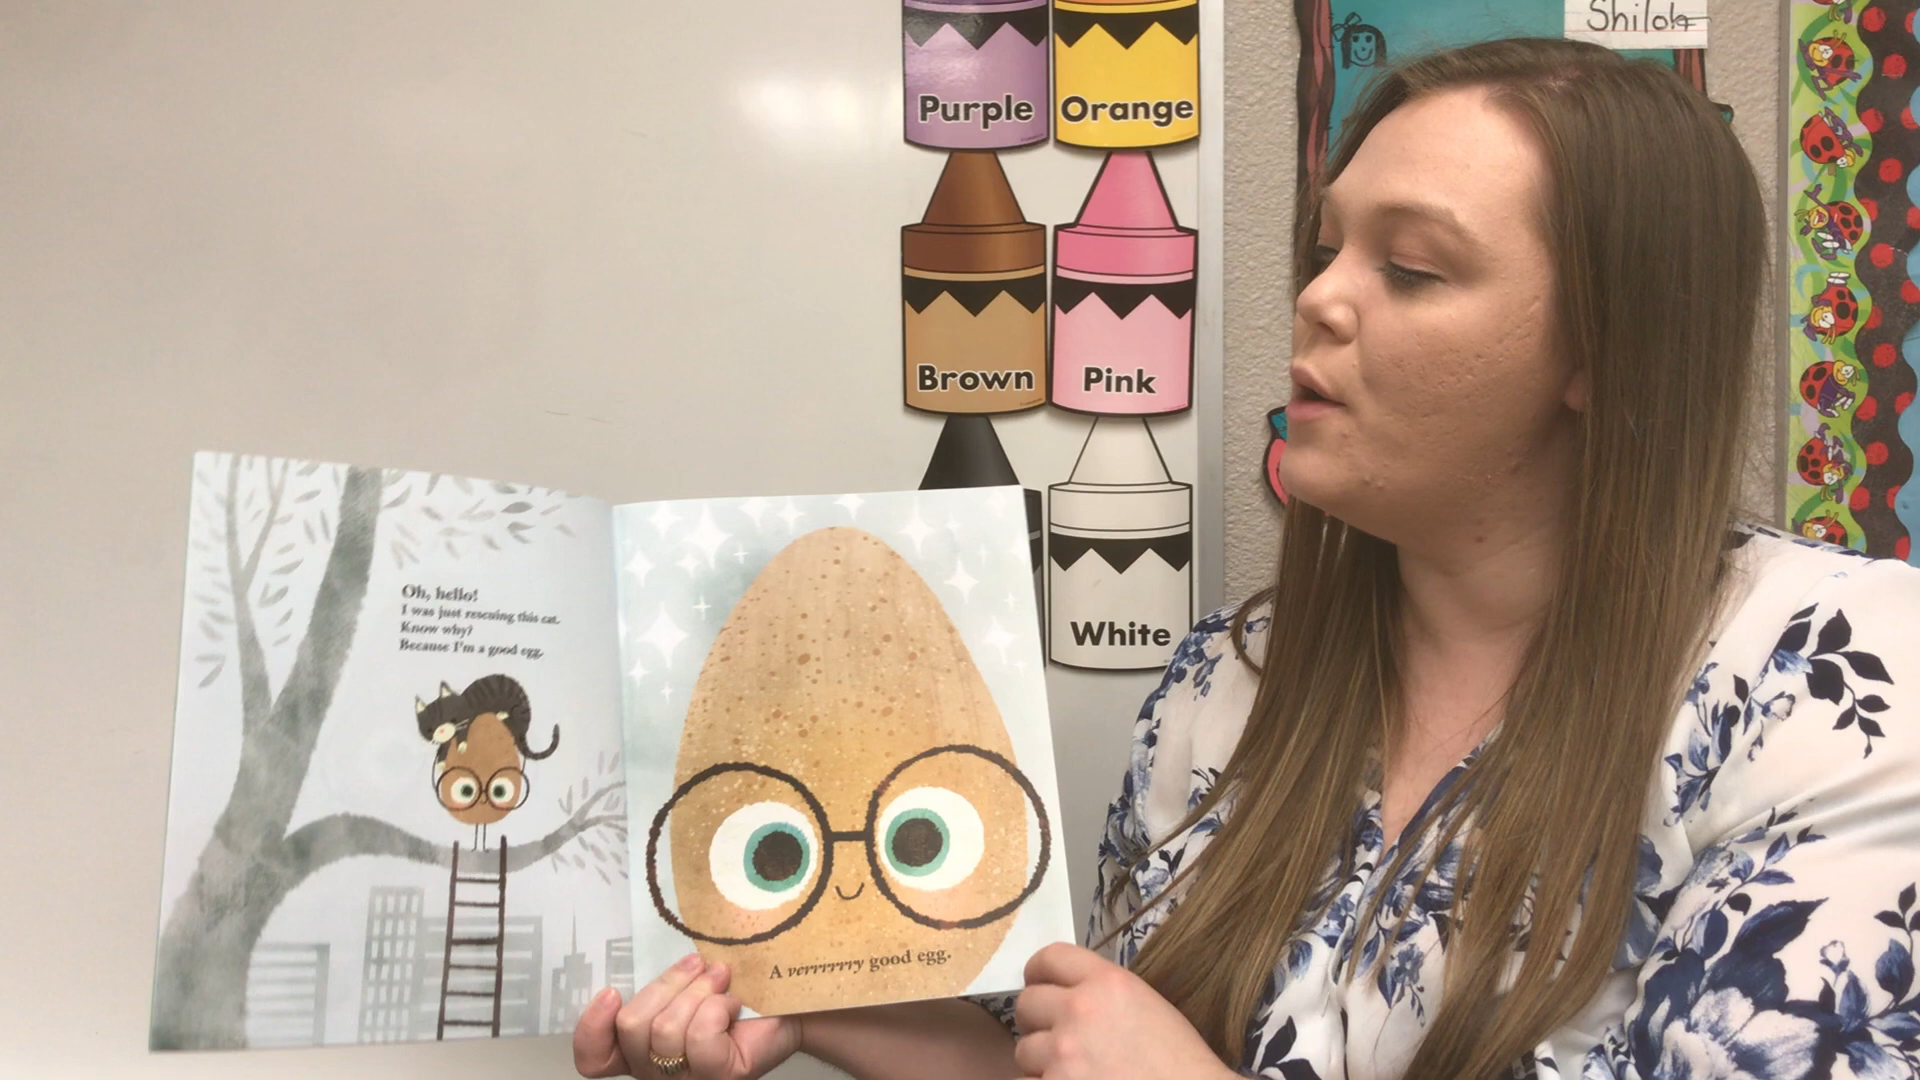 Shiloh
Purple
Orange
Brown
Pink
White
Oh, hello!
I was just rescuing this cat.
Know why?
Because I'm a good egg.
A verrrrrrry good egg.